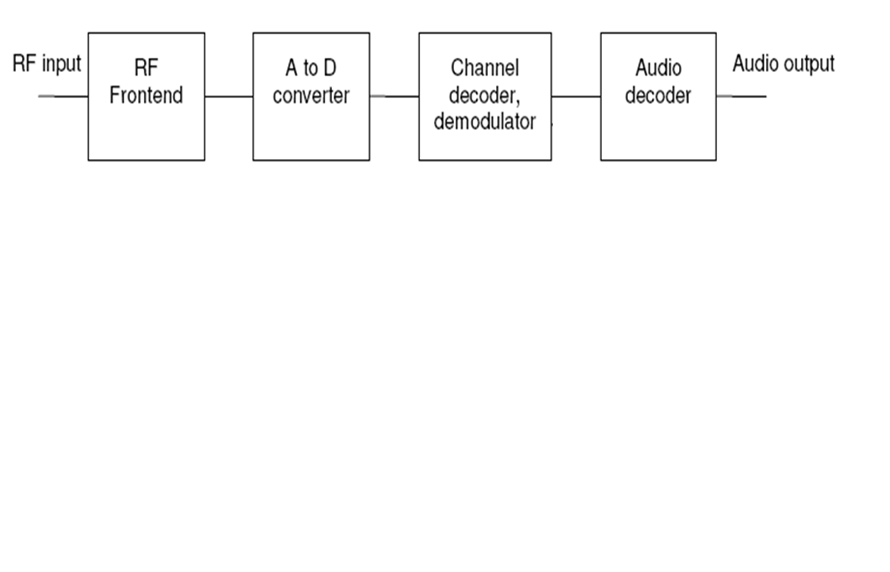 RF input
RF
Frontend
A to D
converter
Channel
decoder,
demodulator
Audio
decoder
Audio output